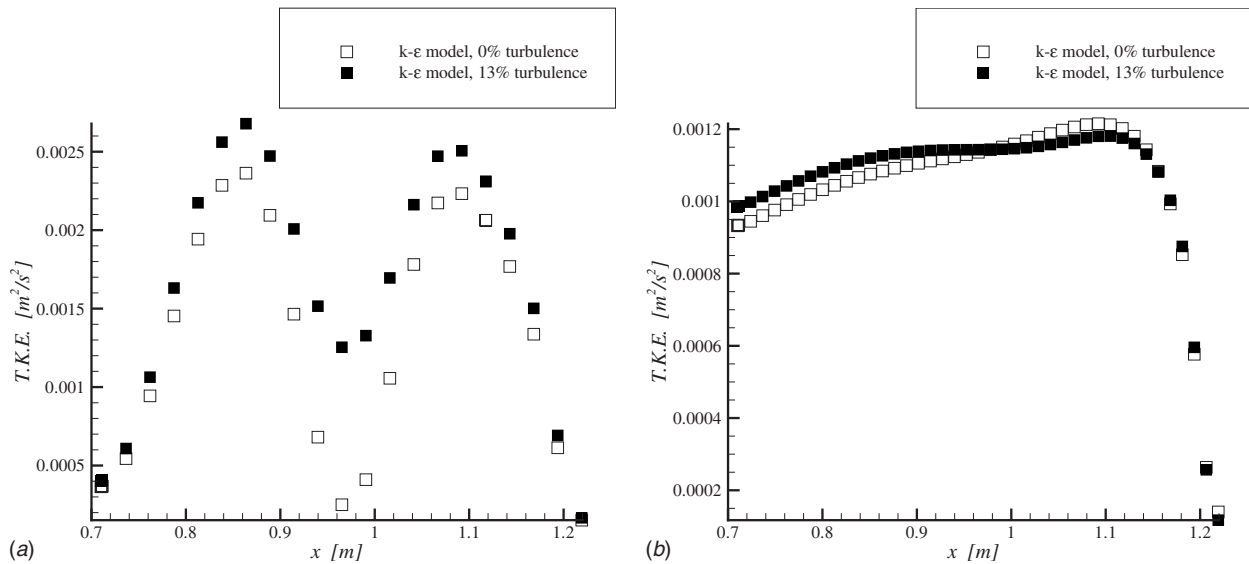 k-ε model, 0% turbulence
k-ε model, 13% turbulence
T.K.E. [m²/s²]
0.0025
0.002
0.0015
0.001
0.0005
0.7 0.8 0.9 1 1.1 1.2
x [m]
(a)
k-ε model, 0% turbulence
k-ε model, 13% turbulence
T.K.E. [m²/s²]
0.0012
0.001
0.0008
0.0006
0.0004
0.0002
0.7 0.8 0.9 1 1.1 1.2
x [m]
(b)